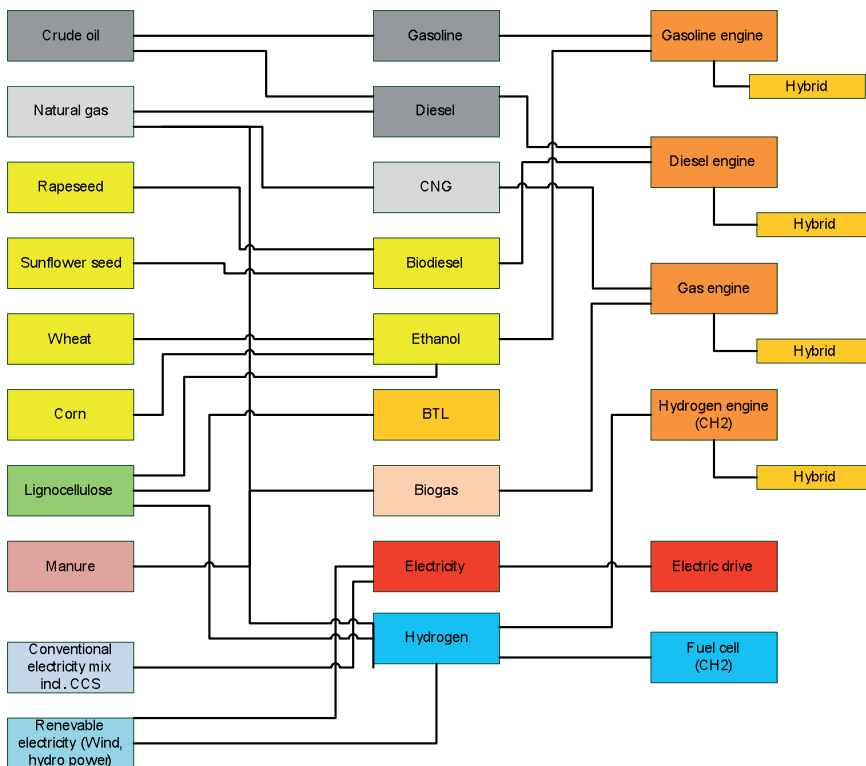 Crude oil
Gasoline
Gasoline engine
Hybrid
Natural gas
Diesel
Diesel engine
Hybrid
Rapeseed
CNG
Sunflower seed
Biodiesel
Gas engine
Hybrid
Wheat
Ethanol
Corn
BTL
Hydrogen engine
(CH2)
Hybrid
Lignocellulose
Biogas
Manure
Electricity
Electric drive
Conventional
electricity mix
incl. CCS
Hydrogen
Fuel cell
(CH2)
Renevable
electricity (Wind,
hydro power)